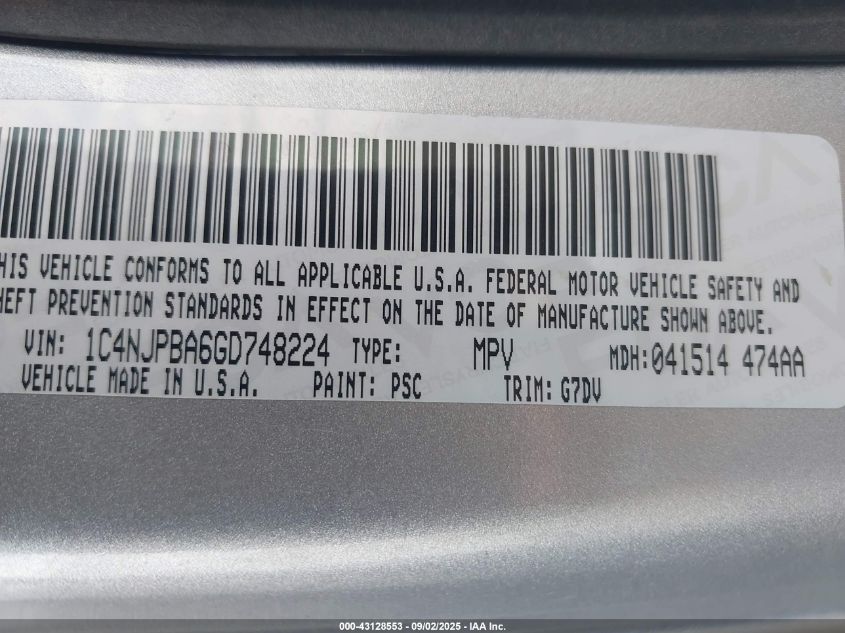 HIS VEHICLE CONFORMS TO ALL APPLICABLE U.S.A. FEDERAL MOTOR VEHICLE SAFETY AND
HEFT PREVENTION STANDARDS IN EFFECT ON THE DATE OF MANUFACTURE SHOWN ABOVE.
VIN: 1C4NJPBA6GD748224 TYPE: MPV MDH:041514 474AA
VEHICLE MADE IN U.S.A. PAINT: PSC TRIM: G7DV
000-43128553 - 09/02/2025 - IAA Inc.